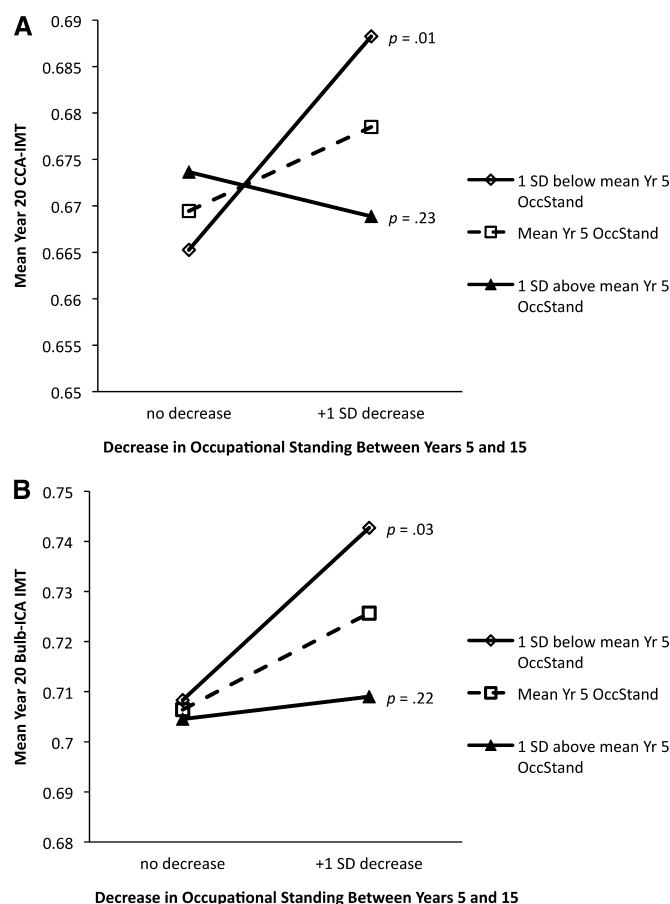 A
0.69
0.685
0.68
0.675
0.67
0.665
0.66
0.655
0.65
Mean Year 20 CCA-IMT
p = .01
p = .23
1 SD below mean Yr 5
OccStand
Mean Yr 5 OccStand
1 SD above mean Yr 5
OccStand
no decrease
+1 SD decrease
Decrease in Occupational Standing Between Years 5 and 15
B
0.75
0.74
0.73
0.72
0.71
0.7
0.69
0.68
Mean Year 20 Bulb-ICA IMT
p = .03
p = .22
1 SD below mean Yr 5
OccStand
Mean Yr 5 OccStand
1 SD above mean Yr 5
OccStand
no decrease
+1 SD decrease
Decrease in Occupational Standing Between Years 5 and 15